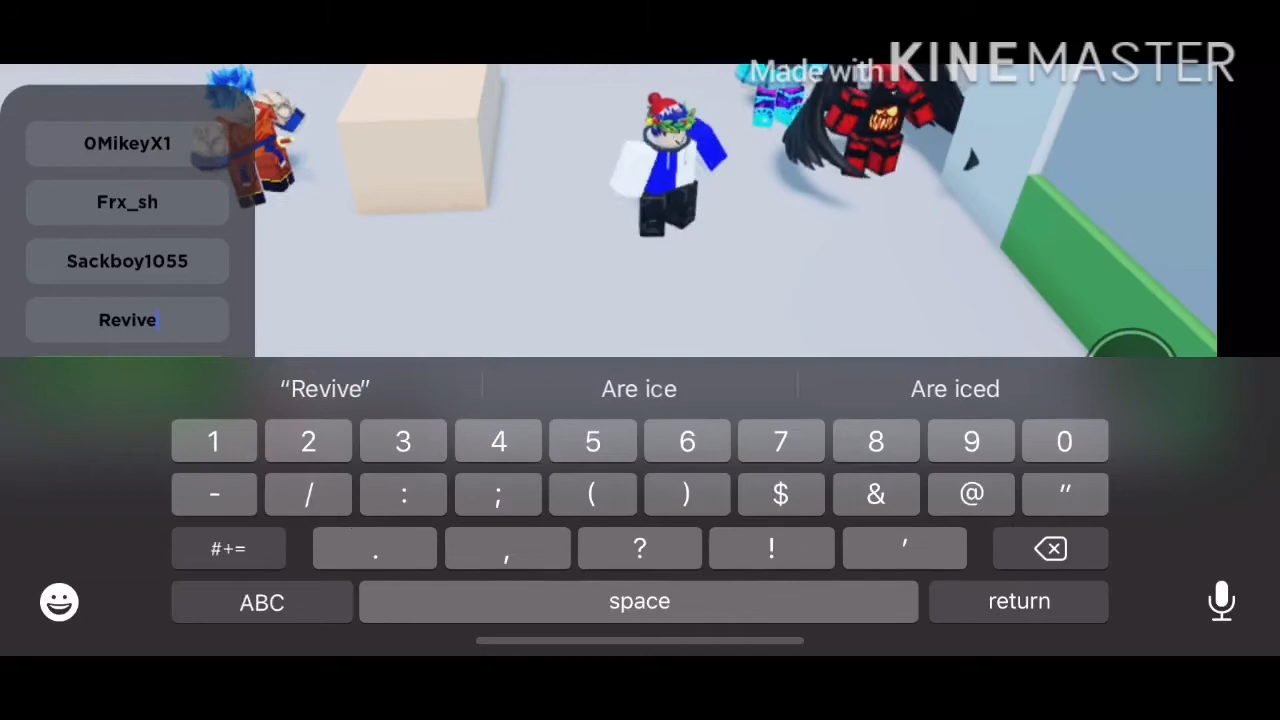 Made with KINEMASTER
0MikeyX1
Frx_sh
Sackboy1055
Revive
“Revive” Are ice Are iced
1 2 3 4 5 6 7 8 9 0
- / : ; ( ) $ & @ "
#+= . , ? ! '
ABC space return